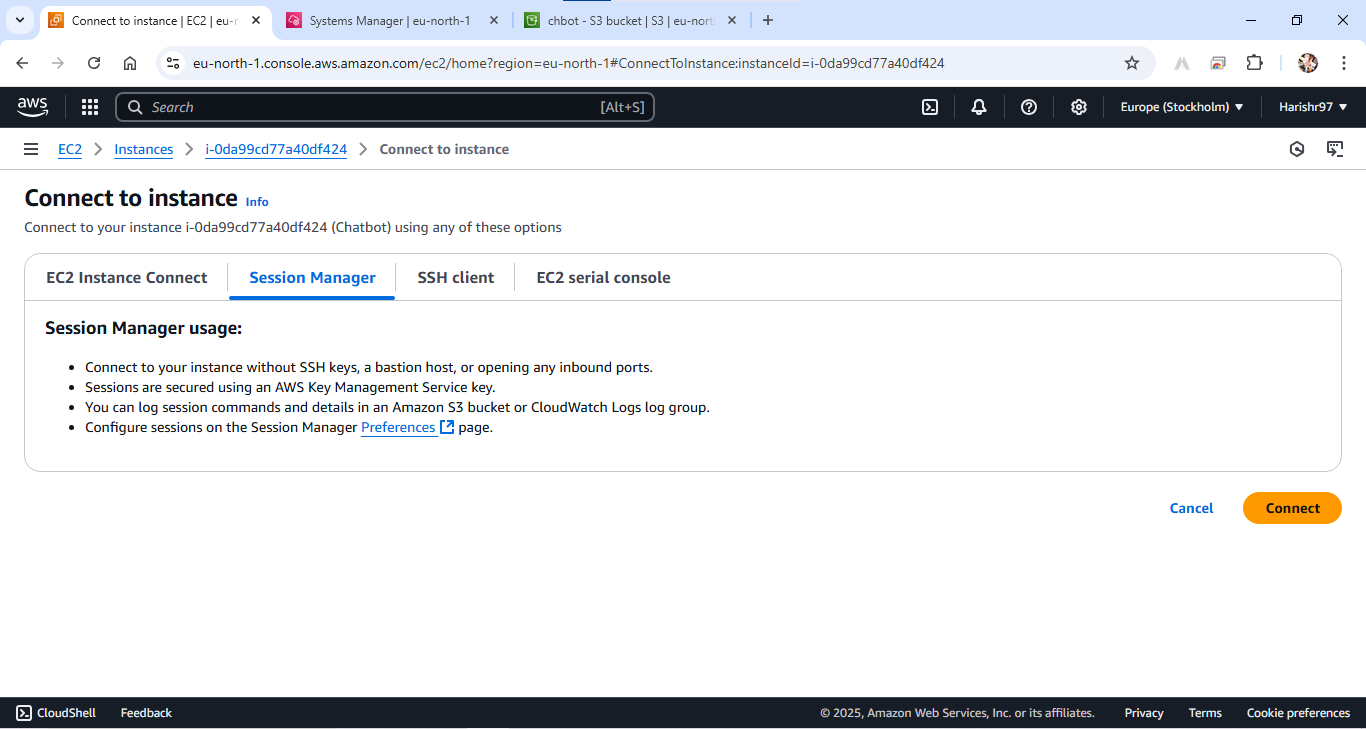 Connect to instance | EC2 | eu-n
Systems Manager | eu-north-1
chbot - S3 bucket | S3 | eu-nort
eu-north-1.console.aws.amazon.com/ec2/home?region=eu-north-1#ConnectToInstance:instanceId=i-0da99cd77a40df424
aws
Search
[Alt+S]
Europe (Stockholm)
Harishr97
EC2
Instances
i-0da99cd77a40df424
Connect to instance
Connect to instance Info
Connect to your instance i-0da99cd77a40df424 (Chatbot) using any of these options
EC2 Instance Connect
Session Manager
SSH client
EC2 serial console
Session Manager usage:
• Connect to your instance without SSH keys, a bastion host, or opening any inbound ports.
• Sessions are secured using an AWS Key Management Service key.
• You can log session commands and details in an Amazon S3 bucket or CloudWatch Logs log group.
• Configure sessions on the Session Manager Preferences page.
Cancel
Connect
CloudShell
Feedback
© 2025, Amazon Web Services, Inc. or its affiliates.
Privacy
Terms
Cookie preferences